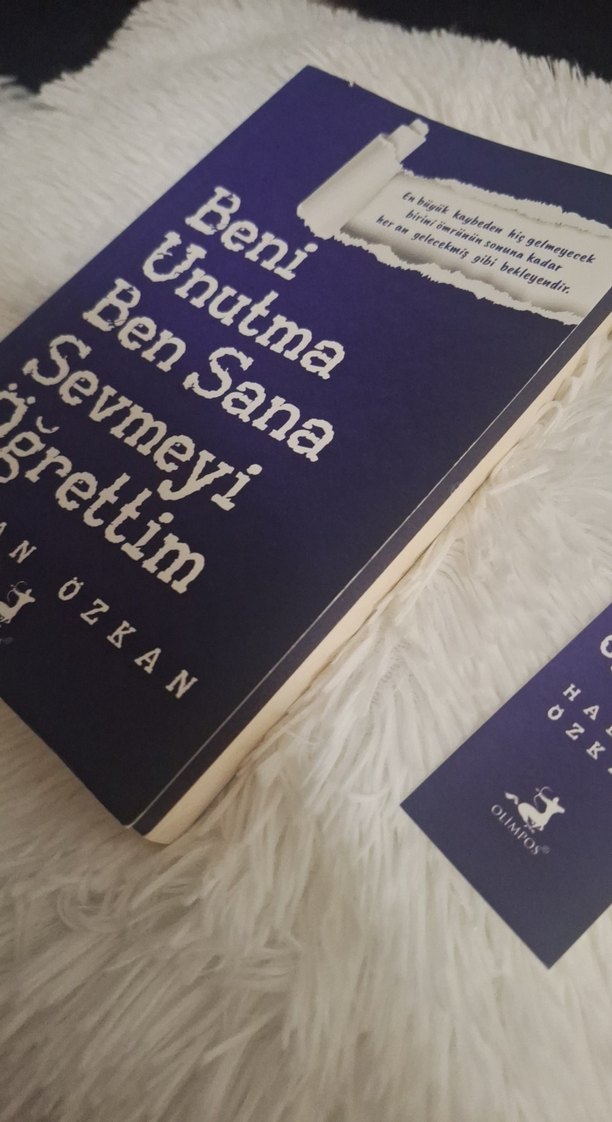 En büyük kaybeden hiç gelmeyecek
birini ömrünün sonuna kadar
her an gelecekmiş gibi bekleyendir.
Beni
Unutma
Ben Sana
Sevmeyi
Öğrettim
AN ÖZKAN
OLİMPOS